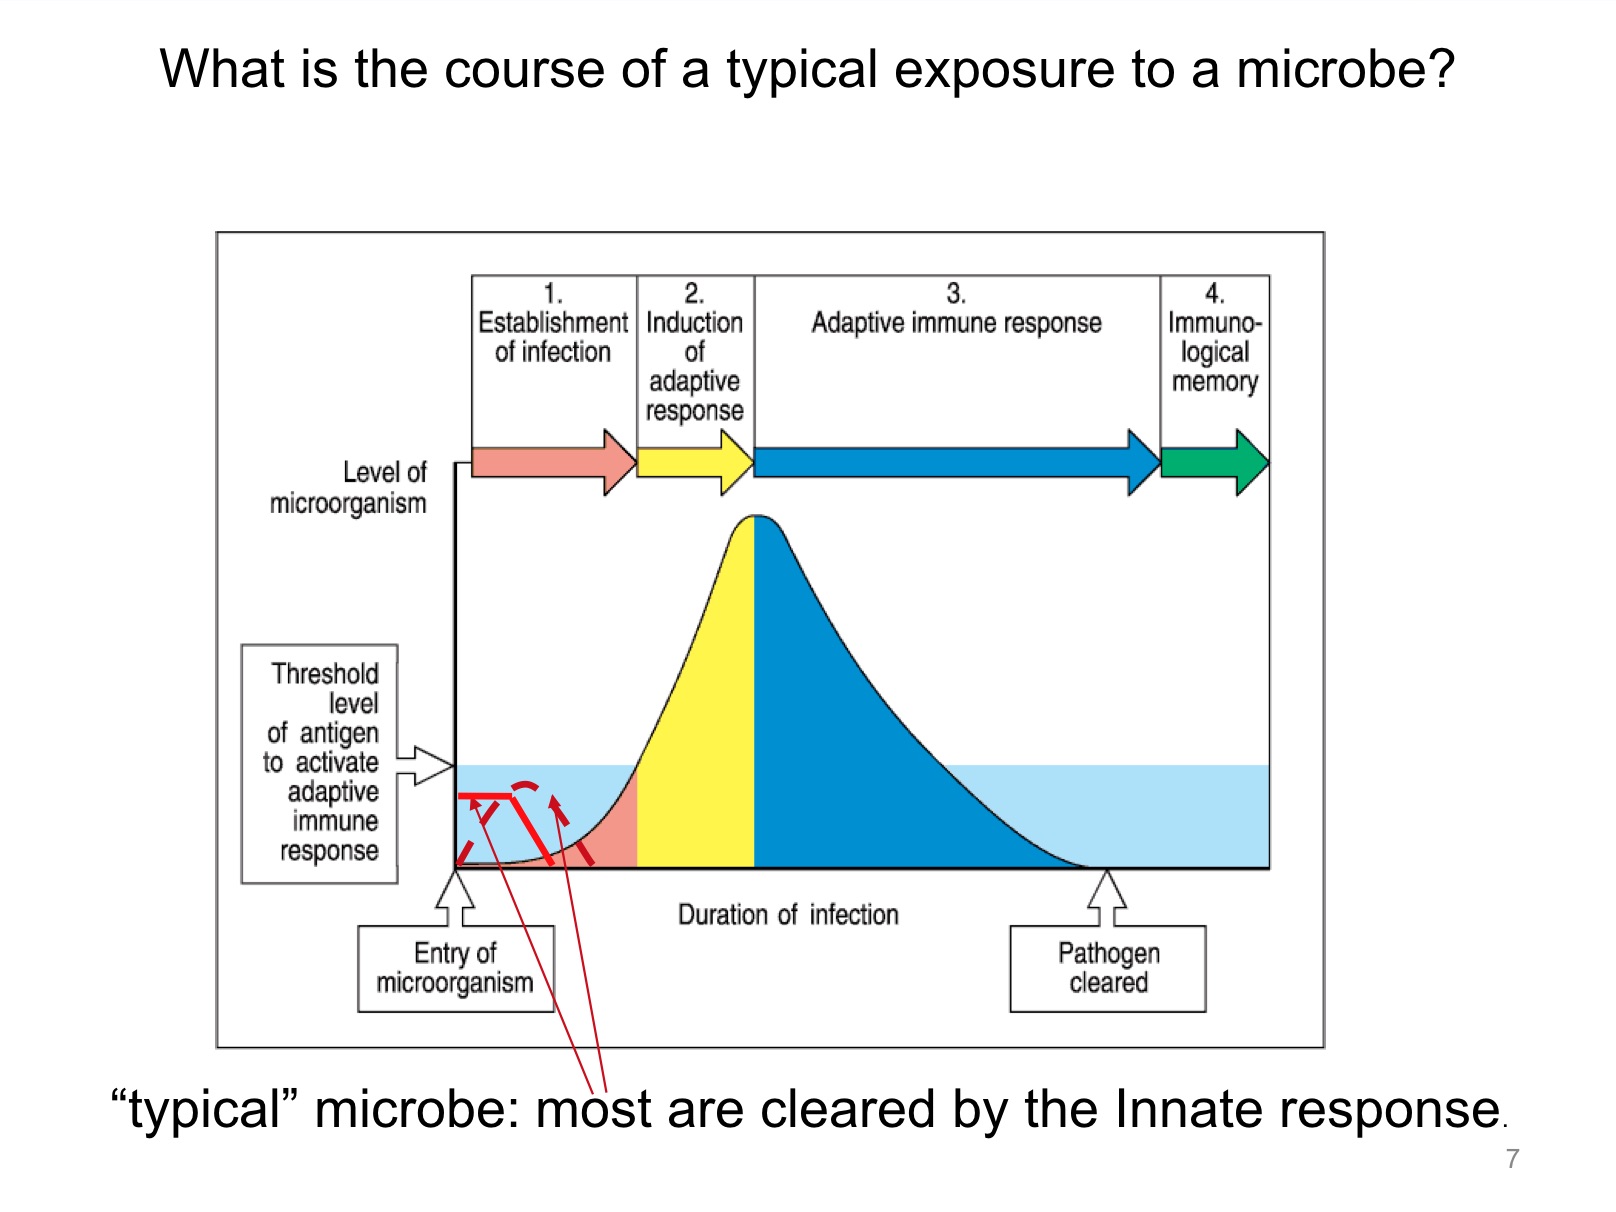 What is the course of a typical exposure to a microbe?
1.
Establishment
of infection
2.
Induction
of
adaptive
response
3.
Adaptive immune response
4.
Immuno-
logical
memory
Level of
microorganism
Threshold
level
of antigen
to activate
adaptive
immune
response
Duration of infection
Entry of
microorganism
Pathogen
cleared
“typical” microbe: most are cleared by the Innate response.
7